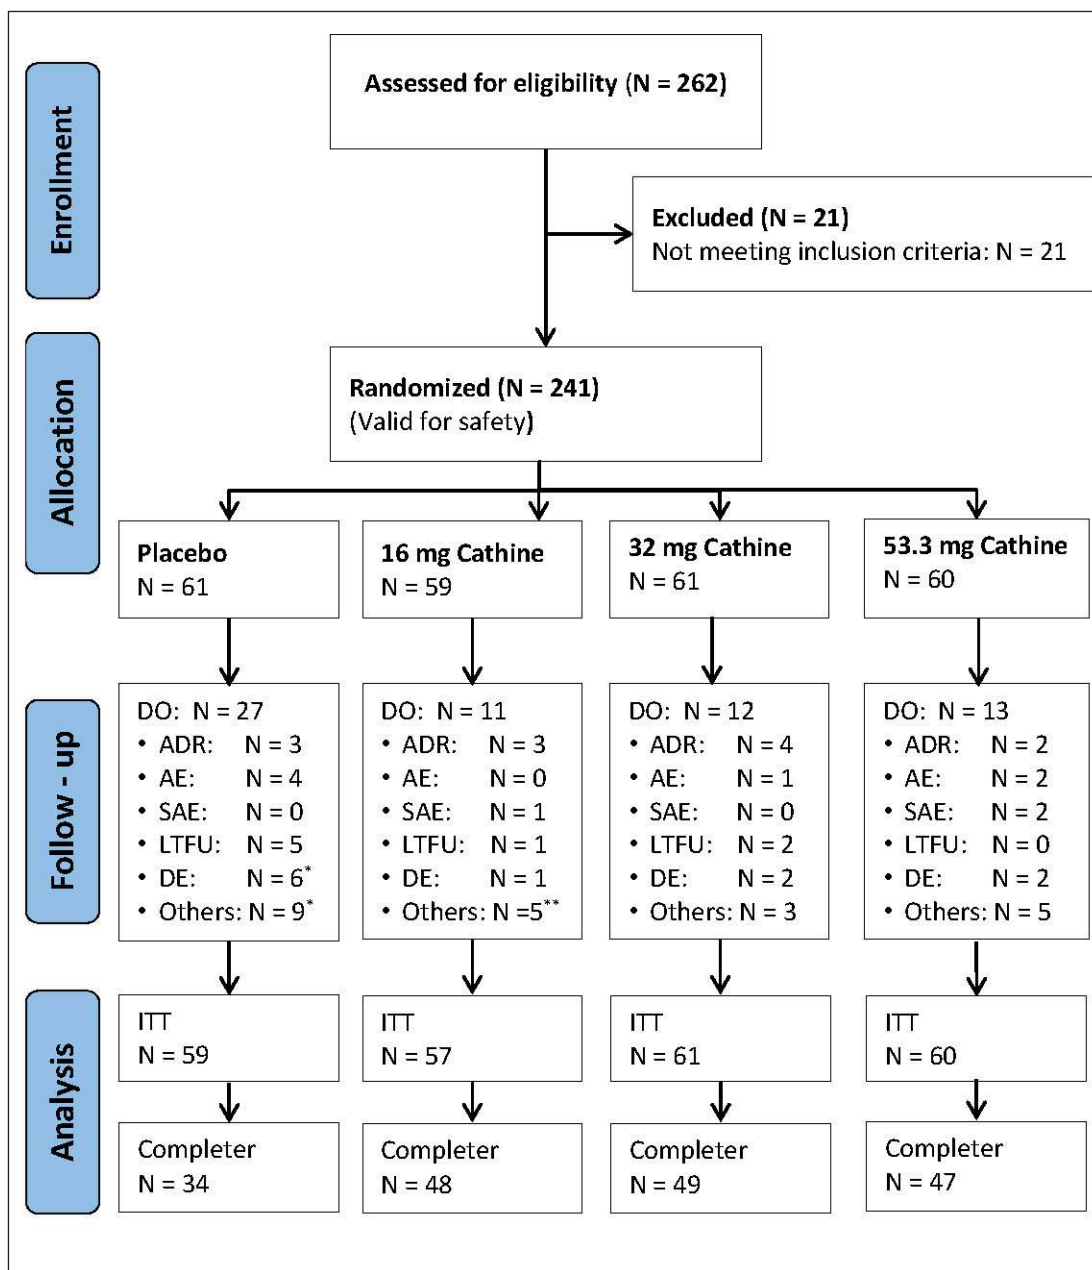 Enrollment
Assessed for eligibility (N = 262)
Excluded (N = 21)
Not meeting inclusion criteria: N = 21
Allocation
Randomized (N = 241)
(Valid for safety)
Placebo
N = 61
16 mg Cathine
N = 59
32 mg Cathine
N = 61
53.3 mg Cathine
N = 60
Follow - up
DO: N = 27
• ADR: N = 3
• AE: N = 4
• SAE: N = 0
• LTFU: N = 5
• DE: N = 6*
• Others: N = 9*
DO: N = 11
• ADR: N = 3
• AE: N = 0
• SAE: N = 1
• LTFU: N = 1
• DE: N = 1
• Others: N =5**
DO: N = 12
• ADR: N = 4
• AE: N = 1
• SAE: N = 0
• LTFU: N = 2
• DE: N = 2
• Others: N = 3
DO: N = 13
• ADR: N = 2
• AE: N = 2
• SAE: N = 2
• LTFU: N = 0
• DE: N = 2
• Others: N = 5
Analysis
ITT
N = 59
ITT
N = 57
ITT
N = 61
ITT
N = 60
Completer
N = 34
Completer
N = 48
Completer
N = 49
Completer
N = 47